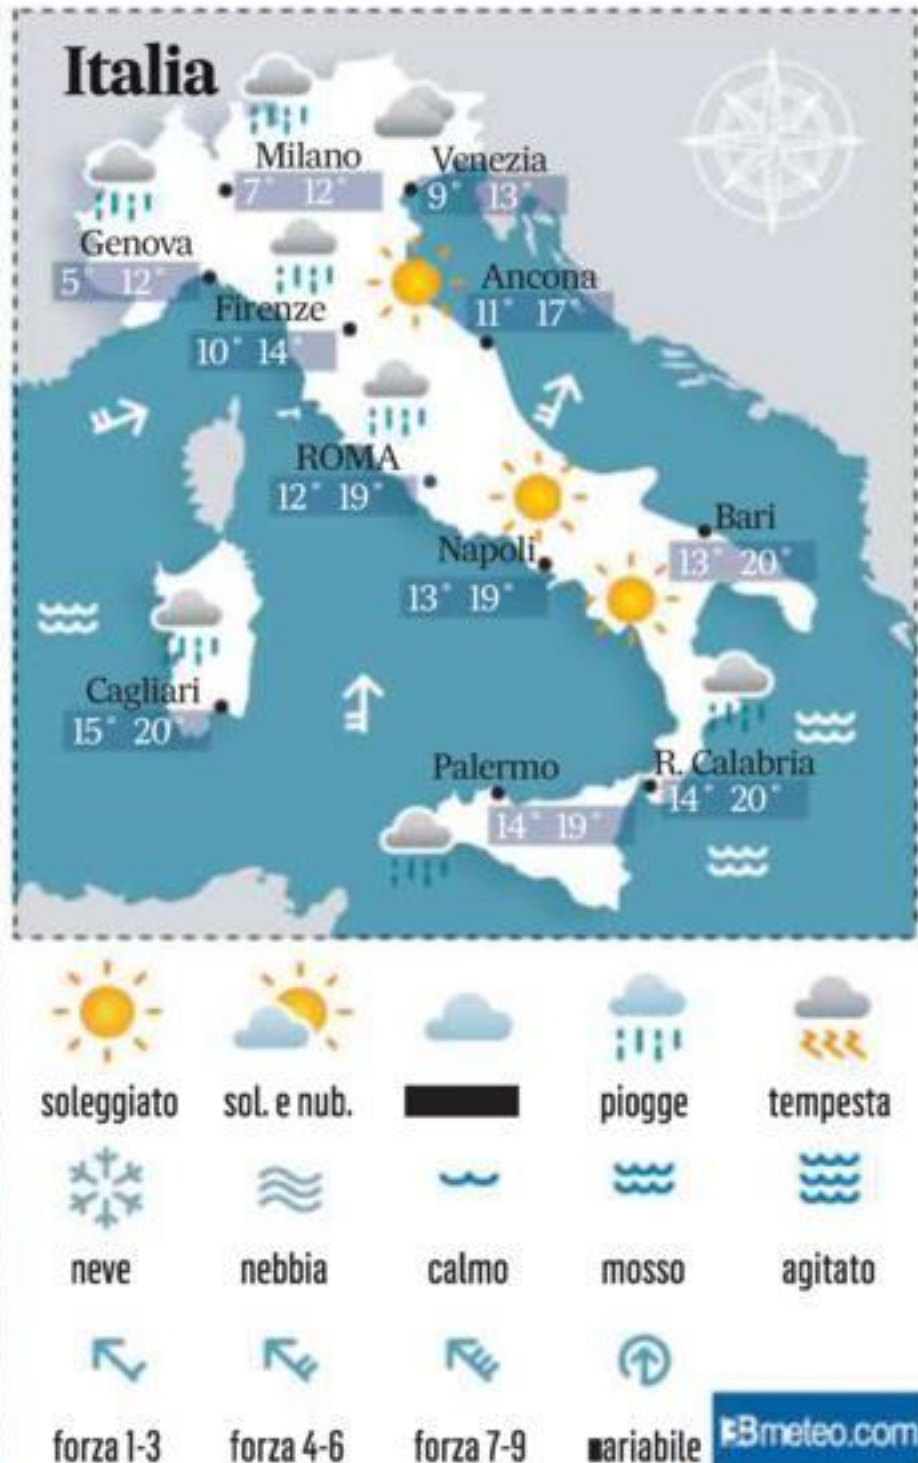 Italia
Milano
7° 12°
Venezia
9° 13°
Genova
5° 12°
Firenze
10° 14°
Ancona
11° 17°
ROMA
12° 19°
Napoli
13° 19°
Bari
13° 20°
Cagliari
15° 20°
Palermo
14° 19°
R. Calabria
14° 20°
soleggiato sol. e nub. piogge tempesta
neve nebbia calmo mosso agitato
forza 1-3 forza 4-6 forza 7-9 ariabile
Bmeteo.com